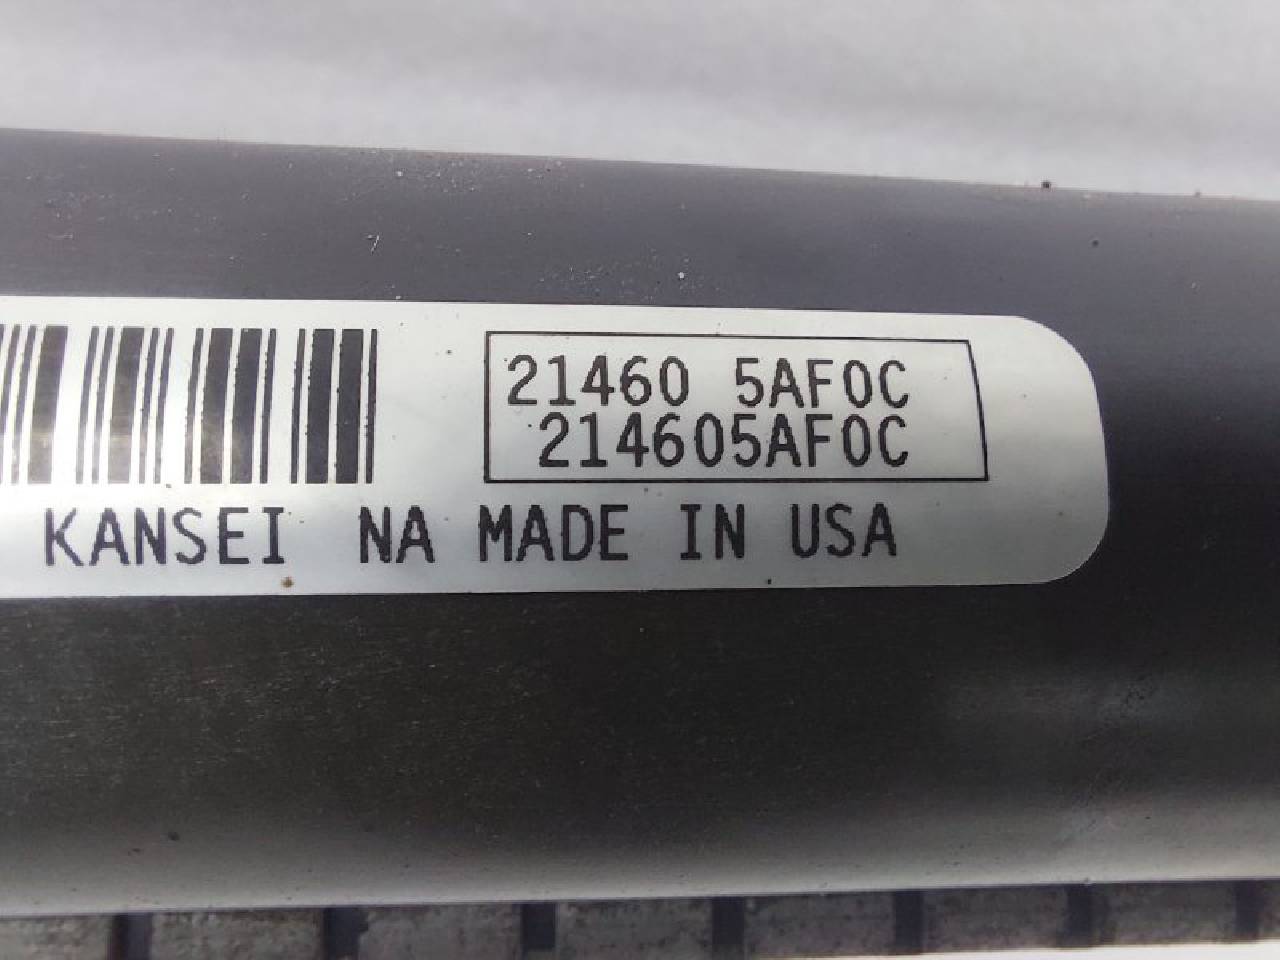 21460 5AF0C
214605AF0C
KANSEI NA MADE IN USA